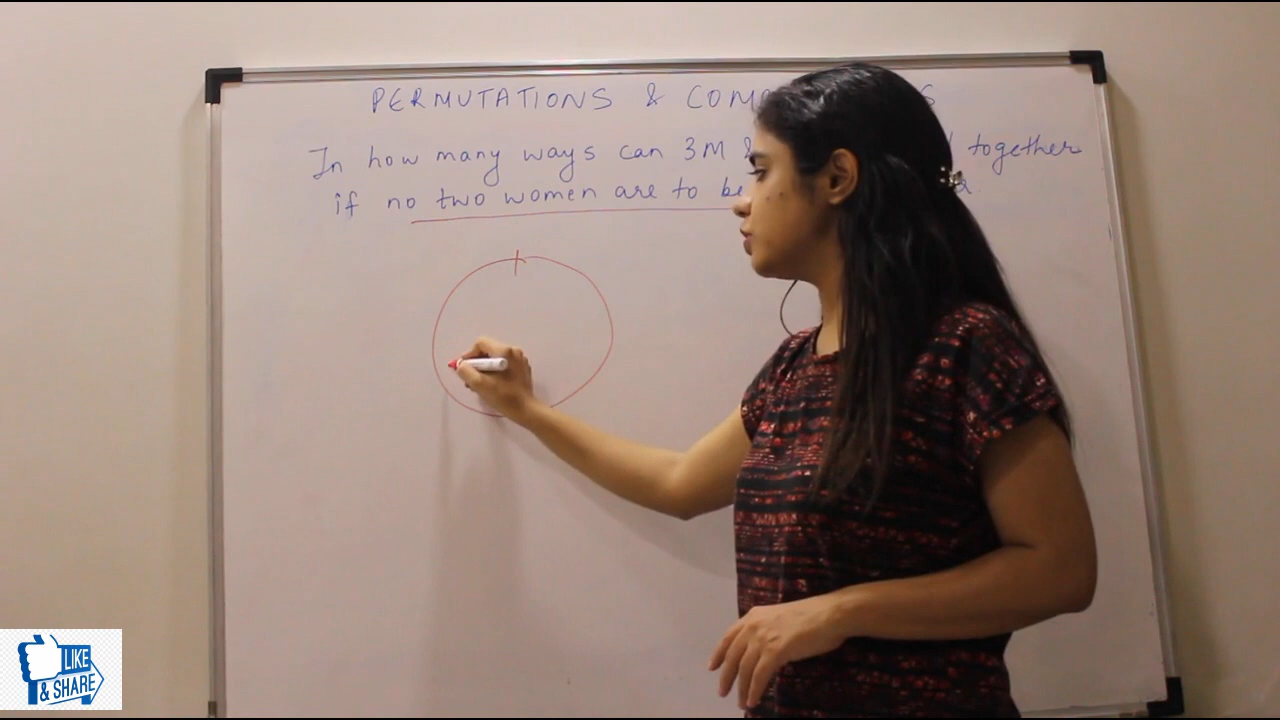 PERMUTATIONS & COM S
In how many ways can 3M & together
if no two women are to be
LIKE
& SHARE